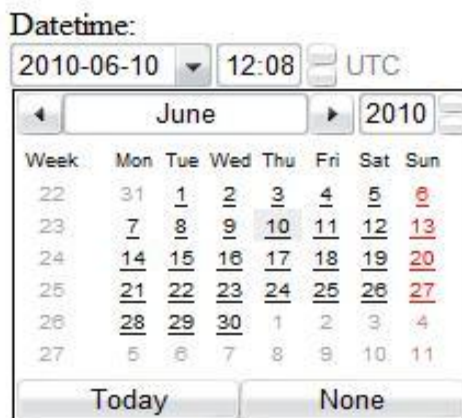 Datetime:
2010-06-10 12:08 UTC
June 2010
Week Mon Tue Wed Thu Fri Sat Sun
22 31 1 2 3 4 5 6
23 7 8 9 10 11 12 13
24 14 15 16 17 18 19 20
25 21 22 23 24 25 26 27
26 28 29 30 1 2 3 4
27 5 6 7 8 9 10 11
Today None